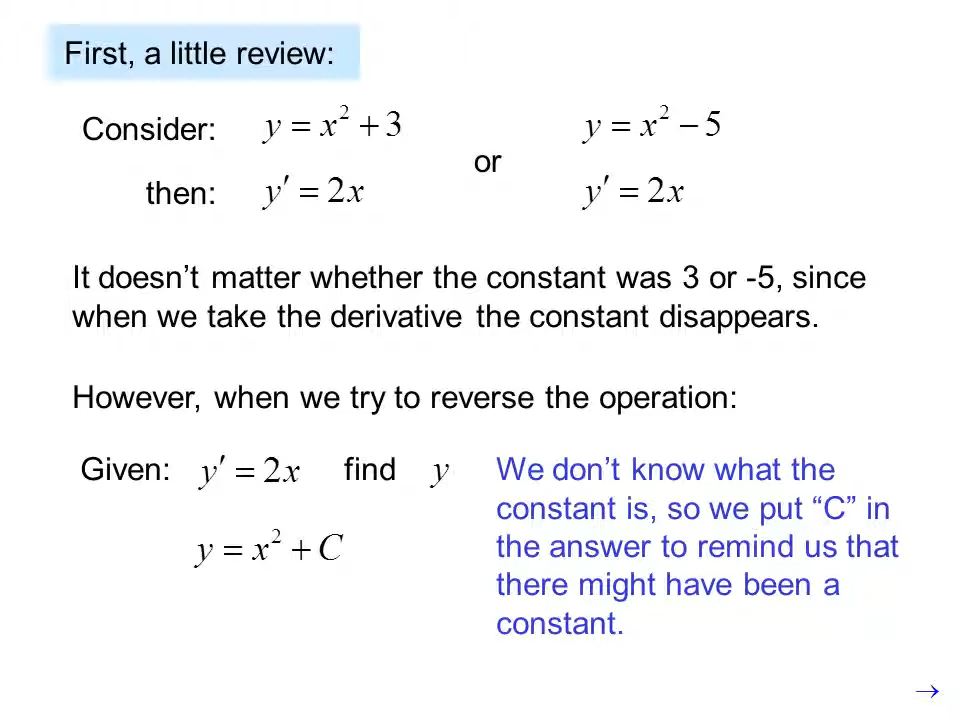 First, a little review:
Consider: y = x² + 3 or y = x² − 5
then: y′ = 2x y′ = 2x
It doesn’t matter whether the constant was 3 or -5, since
when we take the derivative the constant disappears.
However, when we try to reverse the operation:
Given: y′ = 2x find y
y = x² + C
We don’t know what the
constant is, so we put “C” in
the answer to remind us that
there might have been a
constant.
→